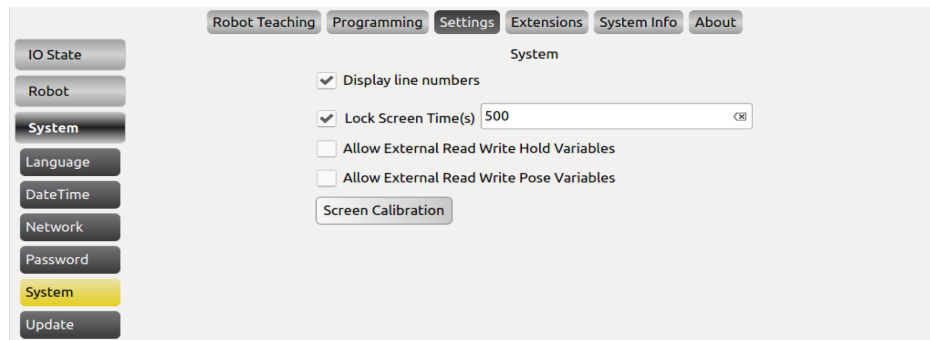 Robot Teaching Programming Settings Extensions System Info About
IO State
Robot
System
Language
DateTime
Network
Password
System
Update
System
Display line numbers
Lock Screen Time(s) 500
Allow External Read Write Hold Variables
Allow External Read Write Pose Variables
Screen Calibration